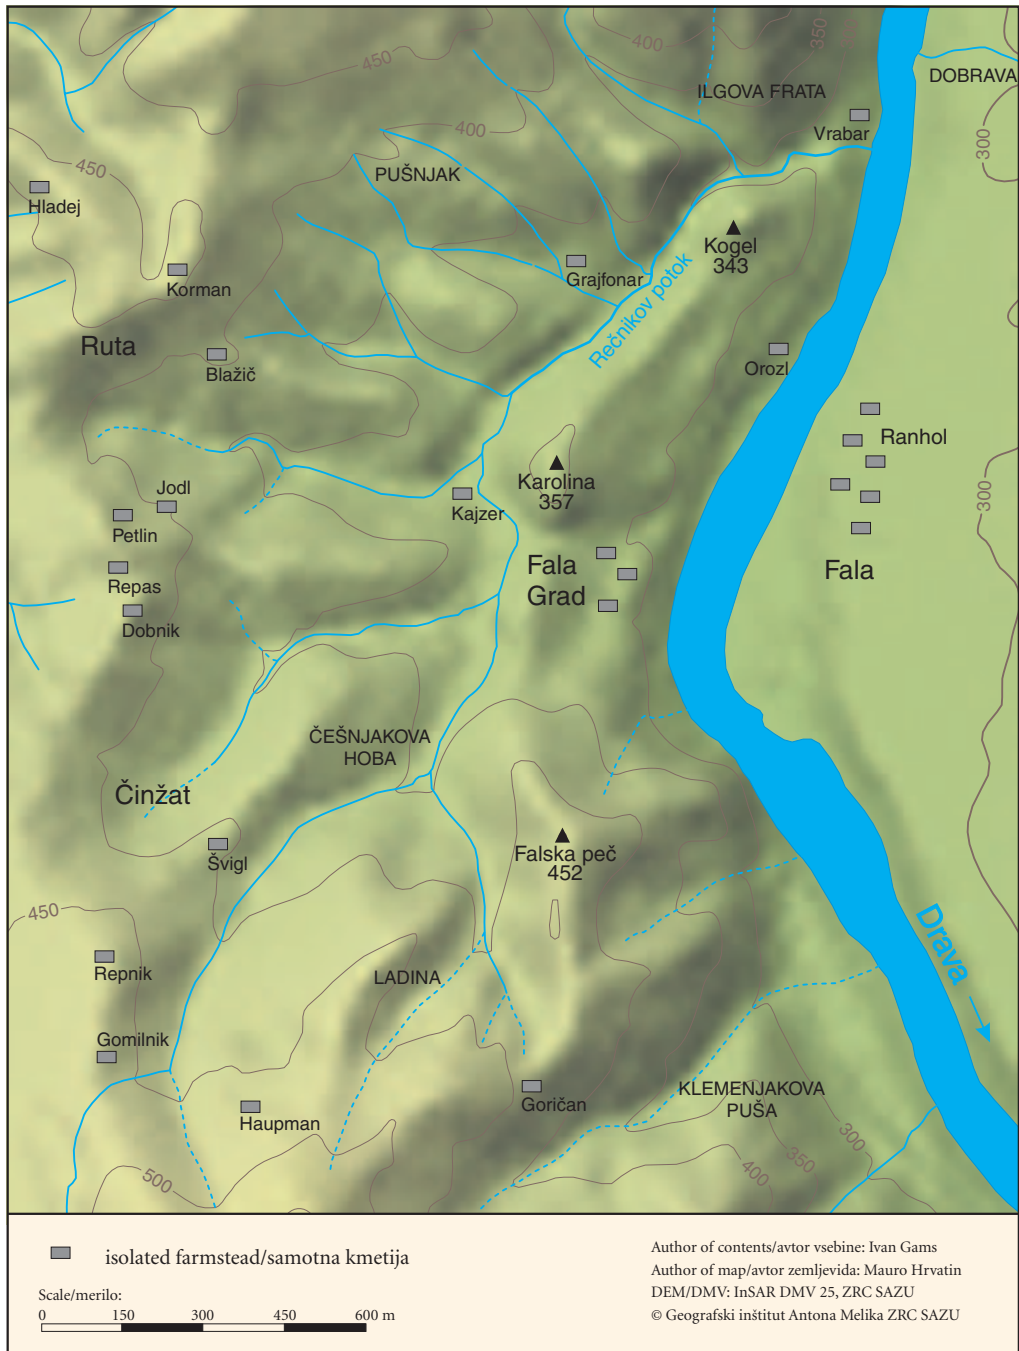 450
400
350
DOBRAVA
ILGOVA FRATA
Vrabar
400
300
450
PUŠNJAK
Hladej
Kogel
343
Korman
Grajfonar
Rečnikov potok
Ruta
Blažič
Orozl
Ranhol
Karolina
357
Jodl
Kajzer
300
Petlin
Fala
Grad
Fala
Repas
Dobnik
ČEŠNJAKOVA
HOBA
Činžat
Švigl
Falska peč
452
450
Drava
Repnik
LADINA
Gomilnik
Goričan
KLEMENJAKOVA
PUŠA
Haupman
300
350
400
500
isolated farmstead/samotna kmetija
Scale/merilo:
0 150 300 450 600 m
Author of contents/avtor vsebine: Ivan Gams
Author of map/avtor zemljevida: Mauro Hrvatin
DEM/DMV: InSAR DMV 25, ZRC SAZU
© Geografski inštitut Antona Melika ZRC SAZU